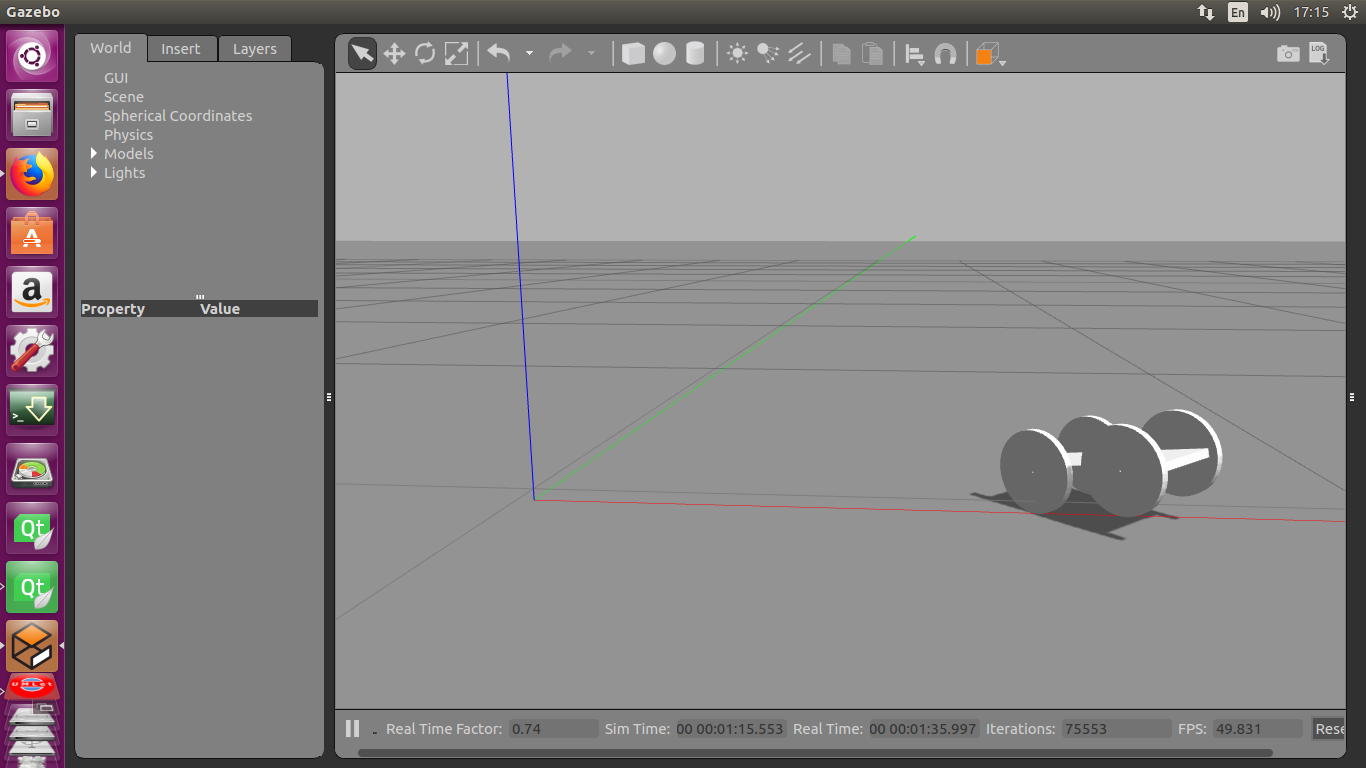 Gazebo
En
17:15
World
Insert
Layers
LOG
GUI
Scene
Spherical Coordinates
Physics
Models
Lights
Property Value
a
>_
Qt
Qt
Real Time Factor: 0.74 Sim Time: 00 00:01:15.553 Real Time: 00 00:01:35.997 Iterations: 75553 FPS: 49.831 Rese